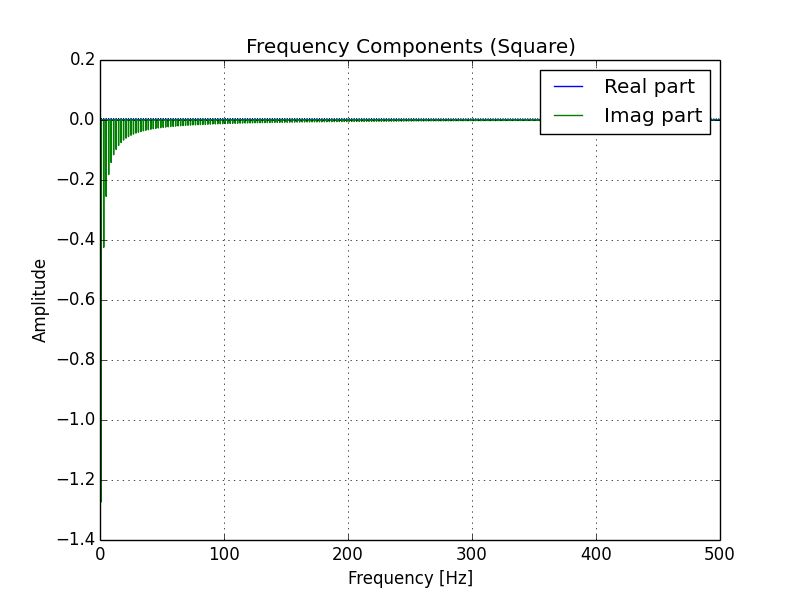 Frequency Components (Square)
Real part
Imag part
0.2
0.0
−0.2
−0.4
−0.6
−0.8
−1.0
−1.2
−1.4
Amplitude
0 100 200 300 400 500
Frequency [Hz]